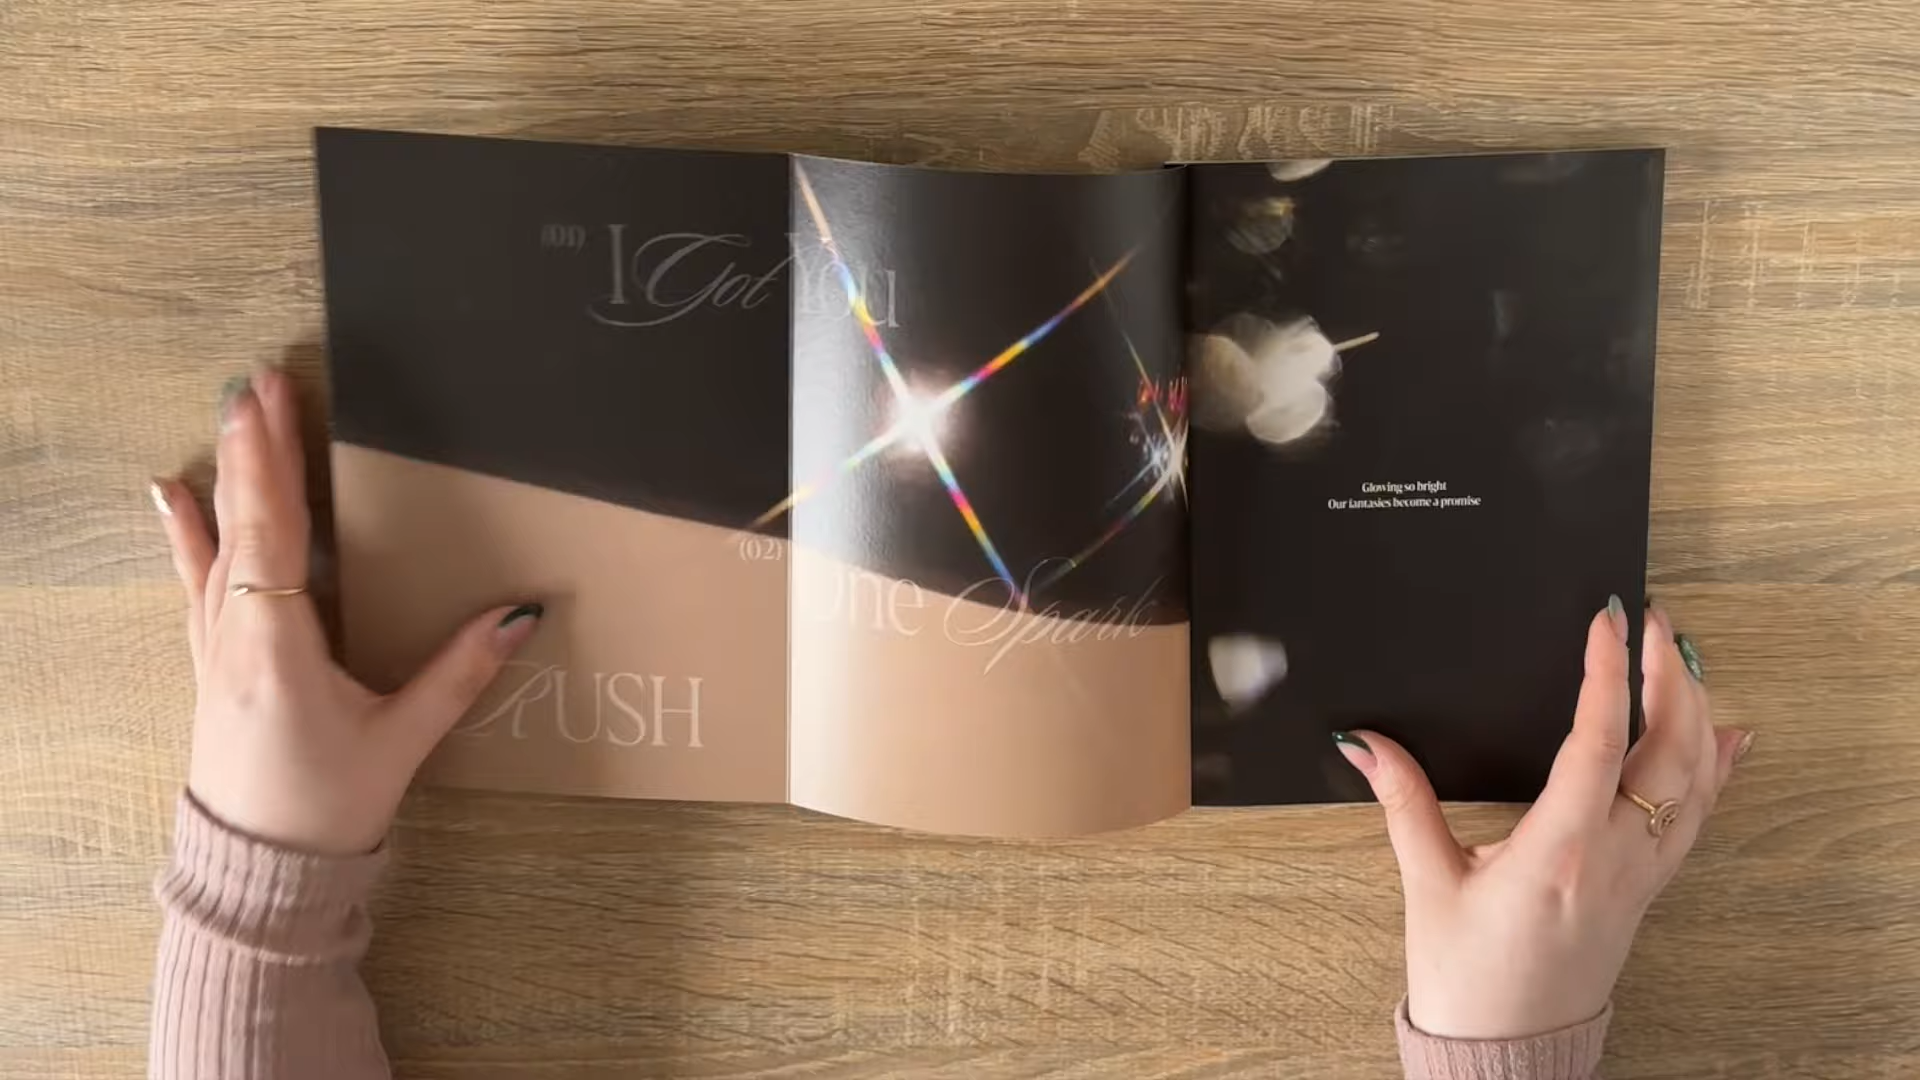 (01) I Got You
(02) One Spark
RUSH
Glowing so bright
Our fantasies become a promise